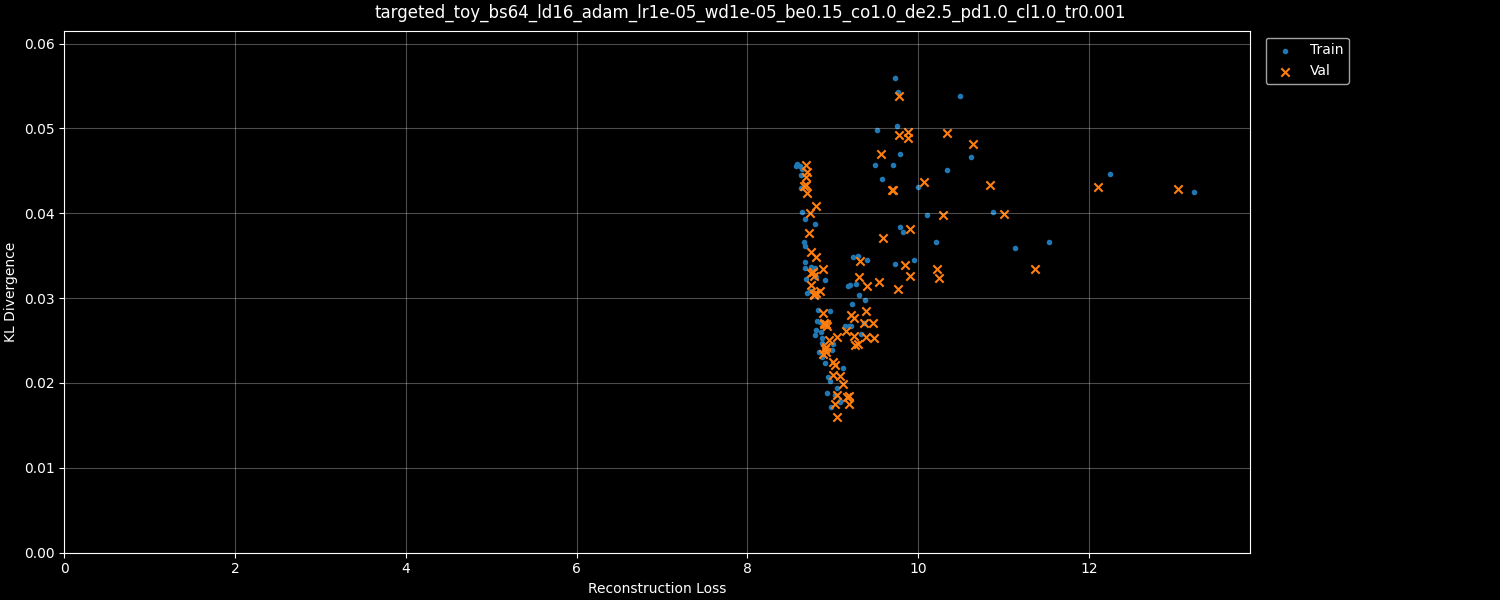 targeted_toy_bs64_ld16_adam_lr1e-05_wd1e-05_be0.15_co1.0_de2.5_pd1.0_cl1.0_tr0.001
Train
Val
0.06
0.05
0.04
0.03
0.02
0.01
0.00
KL Divergence
0
2
4
6
8
10
12
Reconstruction Loss